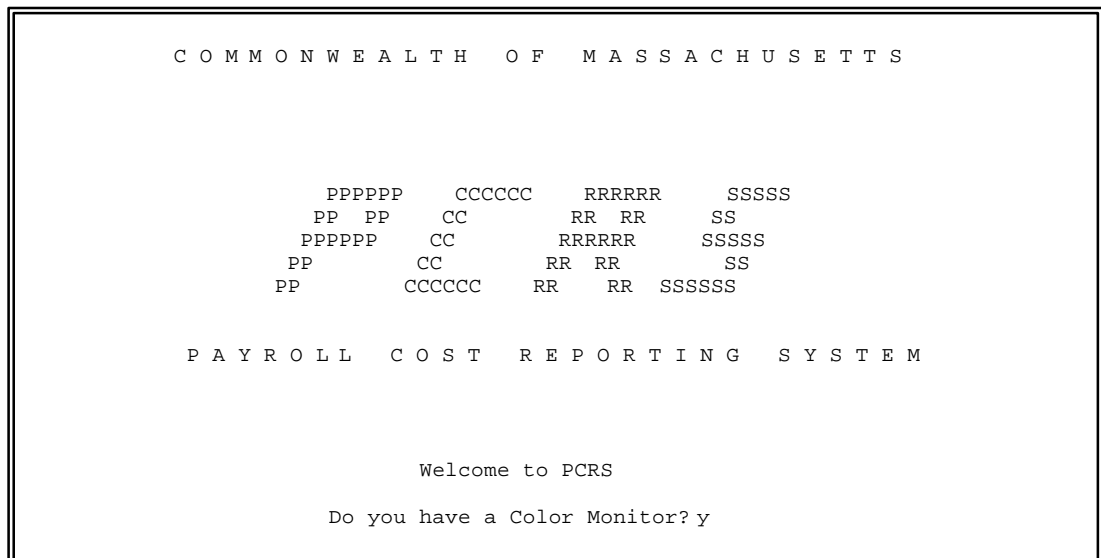 C O M M O N W E A L T H   O F   M A S S A C H U S E T T S
PPPPPP    CCCCCC    RRRRRR     SSSSS
PP  PP    CC        RR  RR     SS
PPPPPP    CC        RRRRRR     SSSSS
PP        CC        RR  RR        SS
PP        CCCCCC    RR    RR  SSSSSS
P A Y R O L L   C O S T   R E P O R T I N G   S Y S T E M
Welcome to PCRS
Do you have a Color Monitor? y